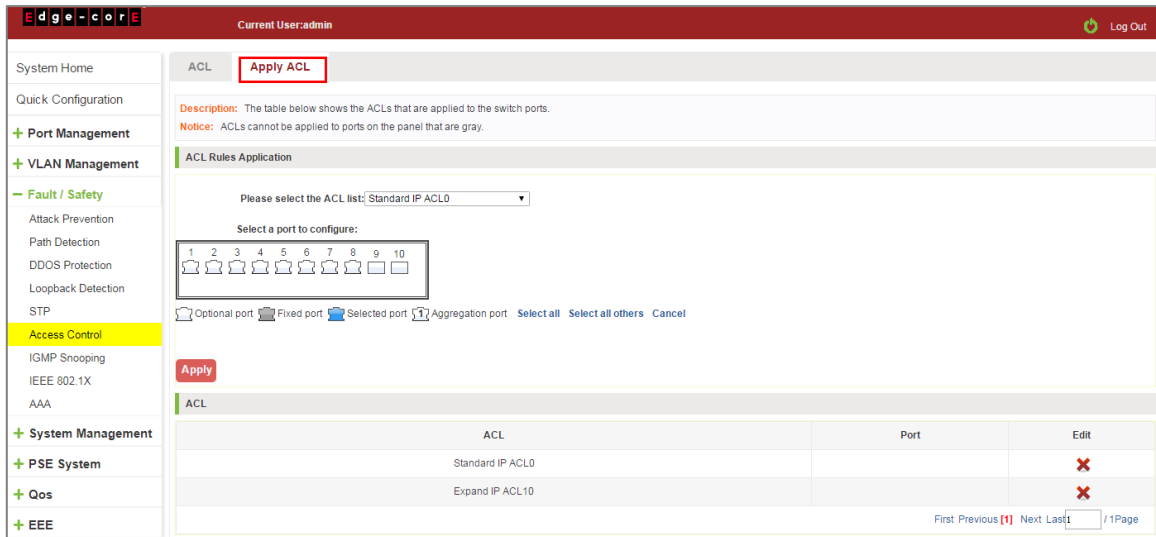 Edge-corE
Current User:admin
Log Out
System Home
Quick Configuration
+ Port Management
+ VLAN Management
− Fault / Safety
Attack Prevention
Path Detection
DDOS Protection
Loopback Detection
STP
Access Control
IGMP Snooping
IEEE 802.1X
AAA
+ System Management
+ PSE System
+ Qos
+ EEE
ACL Apply ACL
Description: The table below shows the ACLs that are applied to the switch ports.
Notice: ACLs cannot be applied to ports on the panel that are gray.
ACL Rules Application
Please select the ACL list: Standard IP ACL0
Select a port to configure:
1 2 3 4 5 6 7 8 9 10
Optional port Fixed port Selected port 1 Aggregation port Select all Select all others Cancel
Apply
ACL
ACL Port Edit
Standard IP ACL0
Expand IP ACL10
First Previous [1] Next Last 1 / 1Page